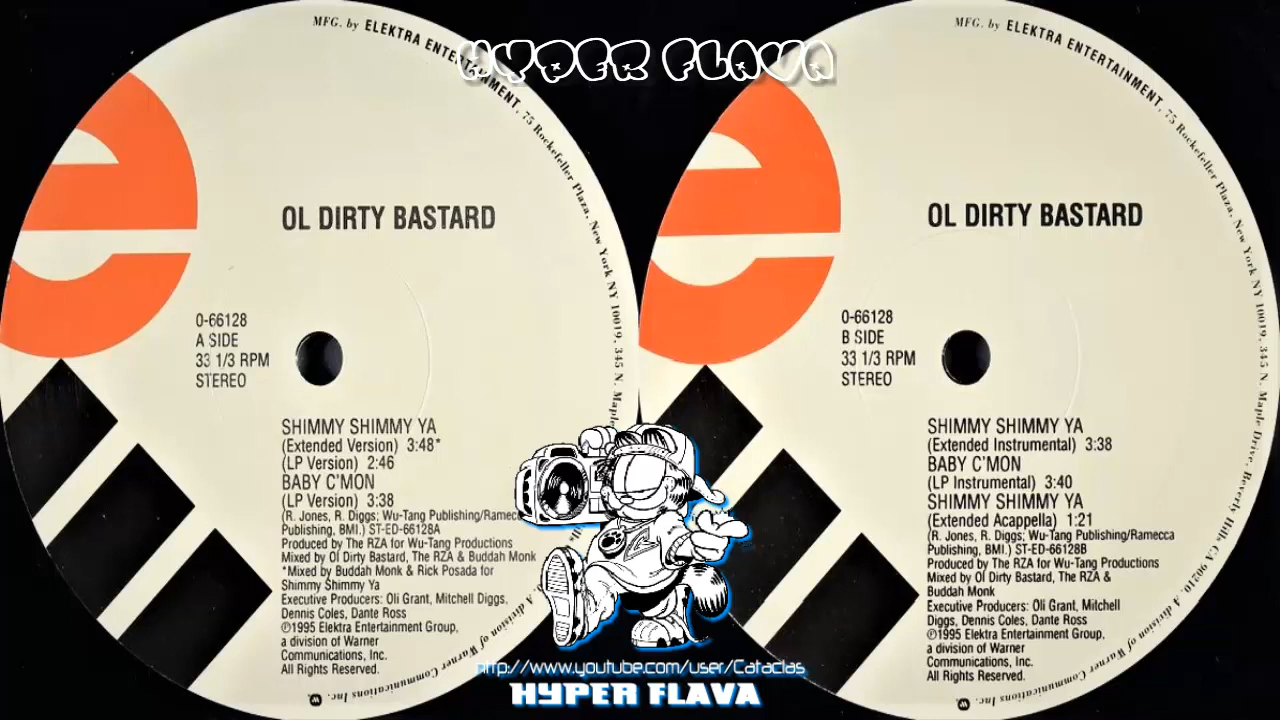 HYPER FLAVA
MFG. by ELEKTRA ENTERTAINMENT, 75 Rockefeller Plaza, New York NY 10019, 345 N. Maple
A division of Warner Communications Inc.
OL DIRTY BASTARD
0-66128
A SIDE
33 1/3 RPM
STEREO
SHIMMY SHIMMY YA
(Extended Version) 3:48*
(LP Version) 2:46
BABY C'MON
(LP Version) 3:38
(R. Jones, R. Diggs; Wu-Tang Publishing/Ramecca
Publishing, BMI.) ST-ED-66128A
Produced by The RZA for Wu-Tang Productions
Mixed by Ol Dirty Bastard, The RZA & Buddah Monk
*Mixed by Buddah Monk & Rick Posada for
Shimmy Shimmy Ya
Executive Producers: Oli Grant, Mitchell Diggs,
Dennis Coles, Dante Ross
℗1995 Elektra Entertainment Group,
a division of Warner
Communications, Inc.
All Rights Reserved.
MFG. by ELEKTRA ENTERTAINMENT, 75 Rockefeller Plaza, New York NY 10019, 345 N. Maple Drive, Beverly Hills, CA 90210. A division of Warner Communications Inc.
OL DIRTY BASTARD
0-66128
B SIDE
33 1/3 RPM
STEREO
SHIMMY SHIMMY YA
(Extended Instrumental) 3:38
BABY C'MON
(LP Instrumental) 3:40
SHIMMY SHIMMY YA
(Extended Acappella) 1:21
(R. Jones, R. Diggs; Wu-Tang Publishing/Ramecca
Publishing, BMI.) ST-ED-66128B
Produced by The RZA for Wu-Tang Productions
Mixed by Ol Dirty Bastard, The RZA &
Buddah Monk
Executive Producers: Oli Grant, Mitchell
Diggs, Dennis Coles, Dante Ross
℗1995 Elektra Entertainment Group,
a division of Warner
Communications, Inc.
All Rights Reserved.
http://www.youtube.com/user/Cataclas
HYPER FLAVA